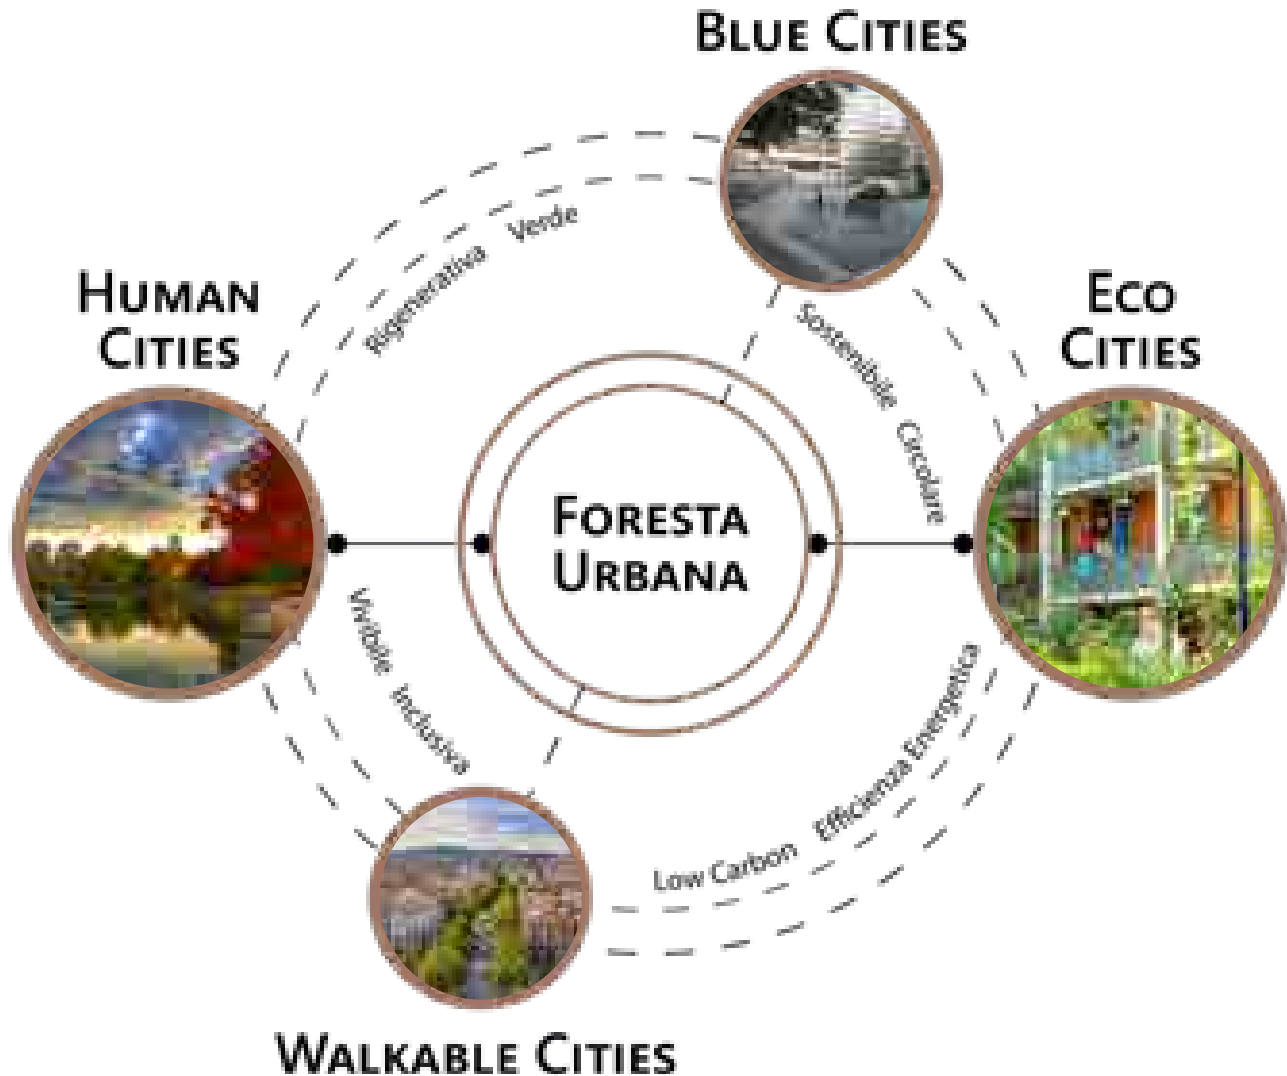 BLUE CITIES
Rigenerativa Verde
HUMAN
CITIES
ECO
CITIES
Sostenibile Circolare
FORESTA
URBANA
Vivibile Inclusiva
Low Carbon Efficienza Energetica
WALKABLE CITIES